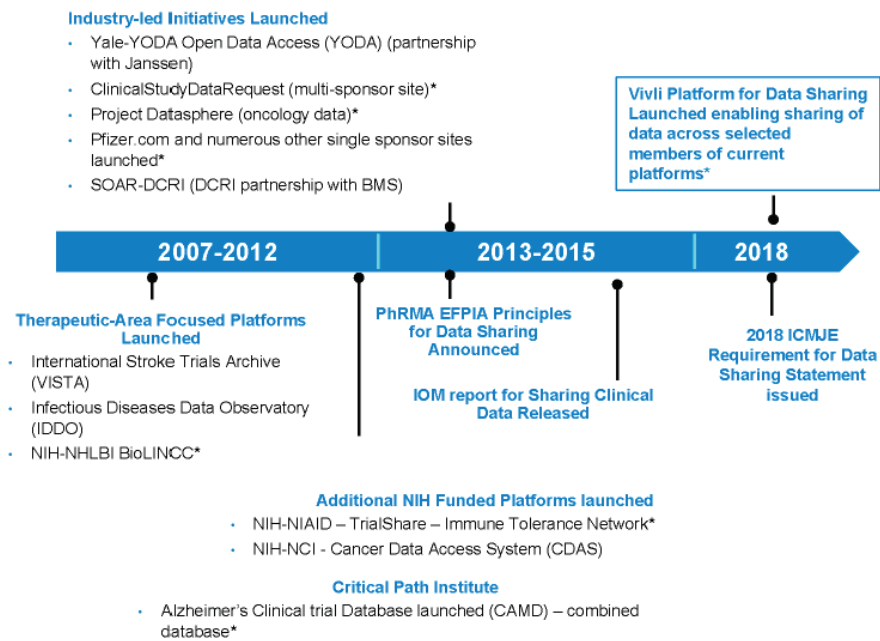 Industry-led Initiatives Launched
• Yale-YODA Open Data Access (YODA) (partnership
with Janssen)
• ClinicalStudyDataRequest (multi-sponsor site)*
• Project Datasphere (oncology data)*
• Pfizer.com and numerous other single sponsor sites
launched*
• SOAR-DCRI (DCRI partnership with BMS)
Vivli Platform for Data Sharing
Launched enabling sharing of
data across selected
members of current
platforms*
2007-2012
2013-2015
2018
Therapeutic-Area Focused Platforms
Launched
• International Stroke Trials Archive
(VISTA)
• Infectious Diseases Data Observatory
(IDDO)
• NIH-NHLBI BioLINCC*
PhRMA EFPIA Principles
for Data Sharing
Announced
IOM report for Sharing Clinical
Data Released
2018 ICMJE
Requirement for Data
Sharing Statement
issued
Additional NIH Funded Platforms launched
• NIH-NIAID – TrialShare – Immune Tolerance Network*
• NIH-NCI - Cancer Data Access System (CDAS)
Critical Path Institute
• Alzheimer's Clinical trial Database launched (CAMD) – combined
database*